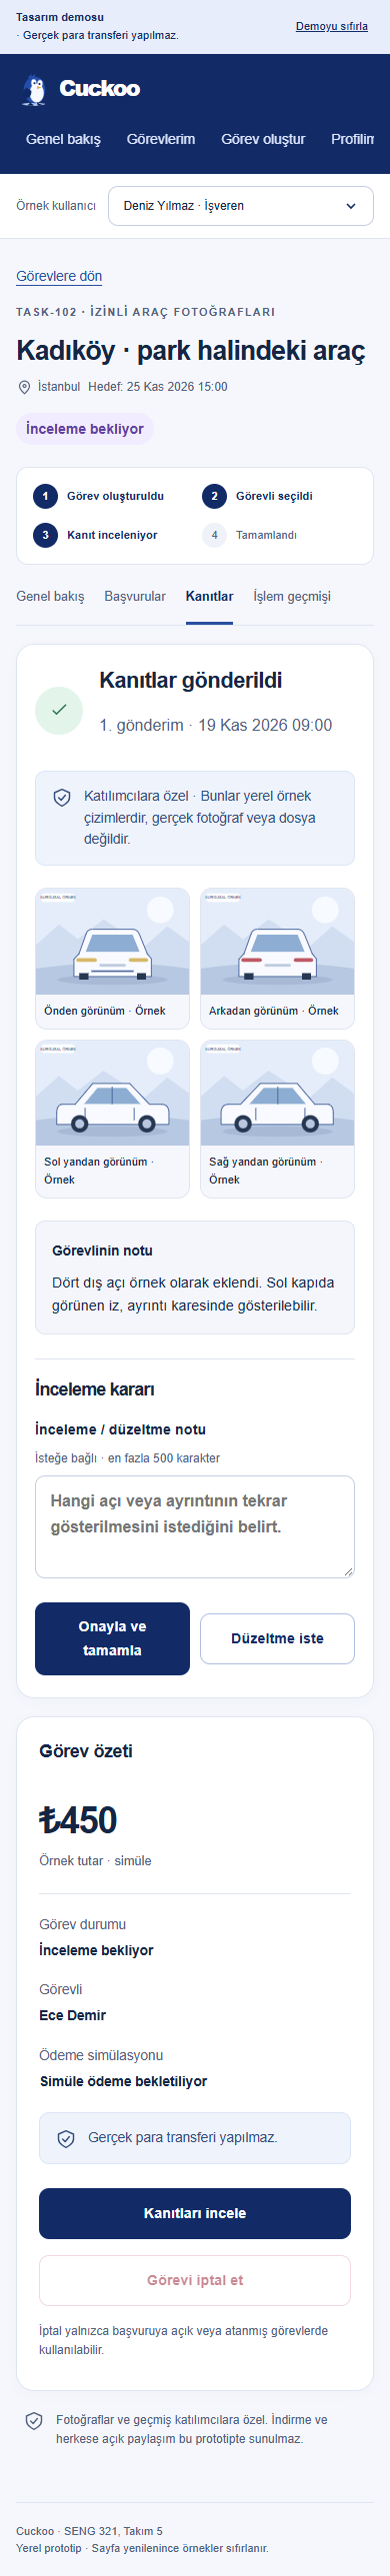 Tasarım demosu
· Gerçek para transferi yapılmaz.
Demoyu sıfırla
Cuckoo
Genel bakış Görevlerim Görev oluştur Profilim
Örnek kullanıcı
Deniz Yılmaz · İşveren
Görevlere dön
TASK-102 · İZİNLİ ARAÇ FOTOĞRAFLARI
Kadıköy · park halindeki araç
İstanbul Hedef: 25 Kas 2026 15:00
İnceleme bekliyor
1 Görev oluşturuldu
2 Görevli seçildi
3 Kanıt inceleniyor
4 Tamamlandı
Genel bakış Başvurular Kanıtlar İşlem geçmişi
Kanıtlar gönderildi
1. gönderim · 19 Kas 2026 09:00
Katılımcılara özel · Bunlar yerel örnek
çizimlerdir, gerçek fotoğraf veya dosya
değildir.
Önden görünüm · Örnek
Arkadan görünüm · Örnek
Sol yandan görünüm ·
Örnek
Sağ yandan görünüm ·
Örnek
Görevlinin notu
Dört dış açı örnek olarak eklendi. Sol kapıda
görünen iz, ayrıntı karesinde gösterilebilir.
İnceleme kararı
İnceleme / düzeltme notu
İsteğe bağlı · en fazla 500 karakter
Hangi açı veya ayrıntının tekrar
gösterilmesini istediğini belirt.
Onayla ve
tamamla
Düzeltme iste
Görev özeti
₺450
Örnek tutar · simüle
Görev durumu
İnceleme bekliyor
Görevli
Ece Demir
Ödeme simülasyonu
Simüle ödeme bekletiliyor
Gerçek para transferi yapılmaz.
Kanıtları incele
Görevi iptal et
İptal yalnızca başvuruya açık veya atanmış görevlerde
kullanılabilir.
Fotoğraflar ve geçmiş katılımcılara özel. İndirme ve
herkese açık paylaşım bu prototipte sunulmaz.
Cuckoo · SENG 321, Takım 5
Yerel prototip · Sayfa yenilenince örnekler sıfırlanır.